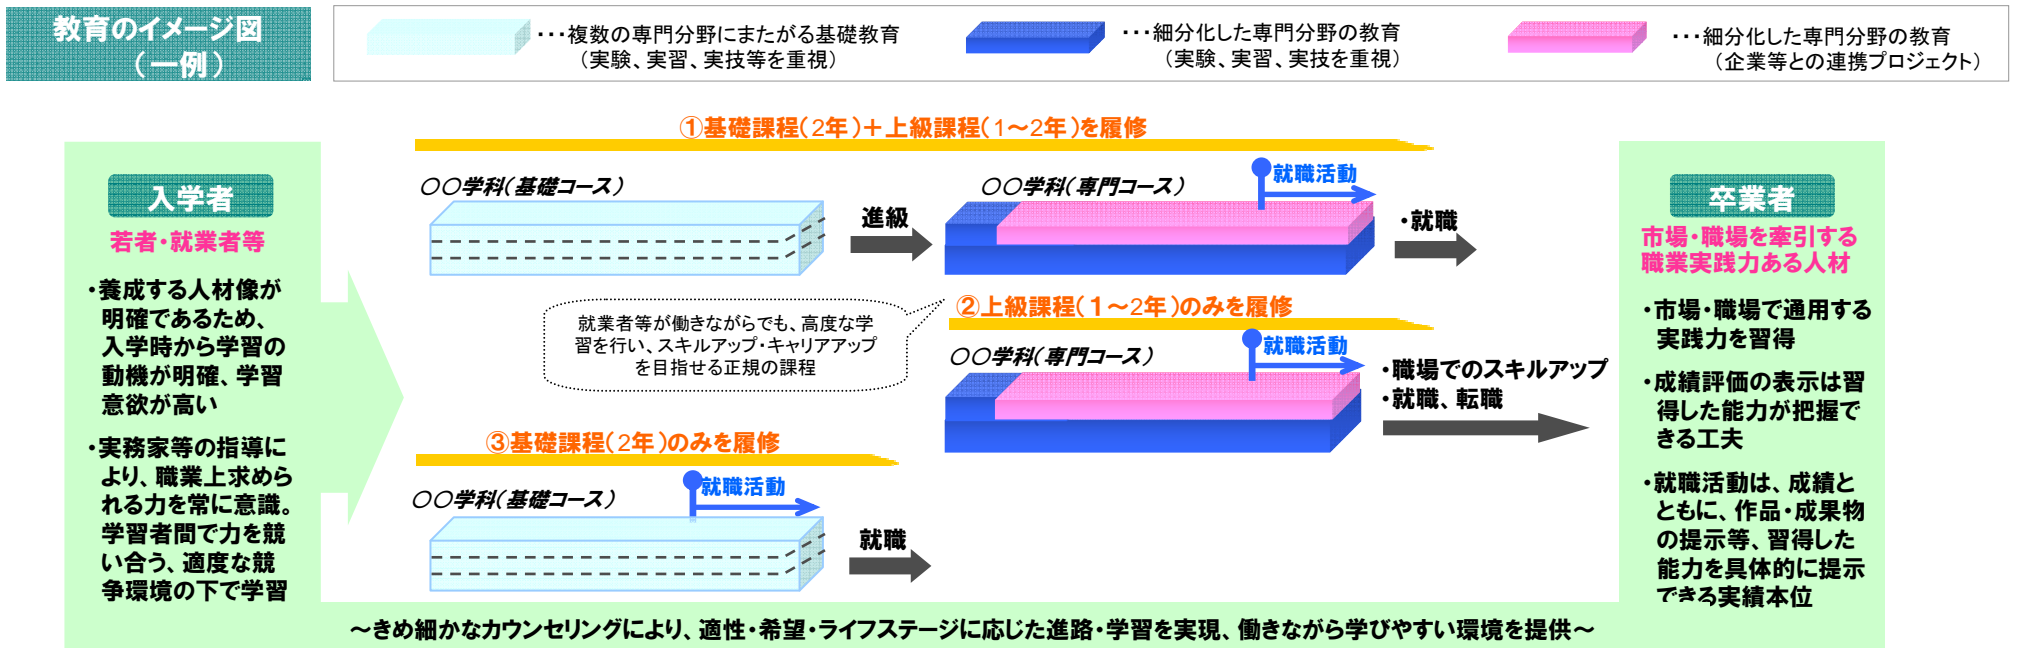 教育のイメージ図
（一例）
・・・複数の専門分野にまたがる基礎教育
（実験、実習、実技等を重視）
・・・細分化した専門分野の教育
（実験、実習、実技を重視）
・・・細分化した専門分野の教育
（企業等との連携プロジェクト）
入学者
若者・就業者等
・養成する人材像が
明確であるため、
入学時から学習の
動機が明確、学習
意欲が高い
・実務家等の指導に
より、職業上求めら
れる力を常に意識。
学習者間で力を競
い合う、適度な競
争環境の下で学習
①基礎課程（2年）＋上級課程（1～2年）を履修
○○学科（基礎コース）
進級
○○学科（専門コース）
就職活動
・就職
就業者等が働きながらでも、高度な学
習を行い、スキルアップ・キャリアアップ
を目指せる正規の課程
②上級課程（１～2年）のみを履修
○○学科（専門コース）
就職活動
・職場でのスキルアップ
・就職、転職
③基礎課程（2年）のみを履修
○○学科（基礎コース）
就職活動
就職
卒業者
市場・職場を牽引する
職業実践力ある人材
・市場・職場で通用する
実践力を習得
・成績評価の表示は習
得した能力が把握で
きる工夫
・就職活動は、成績と
ともに、作品・成果物
の提示等、習得した
能力を具体的に提示
できる実績本位
～きめ細かなカウンセリングにより、適性・希望・ライフステージに応じた進路・学習を実現、働きながら学びやすい環境を提供～